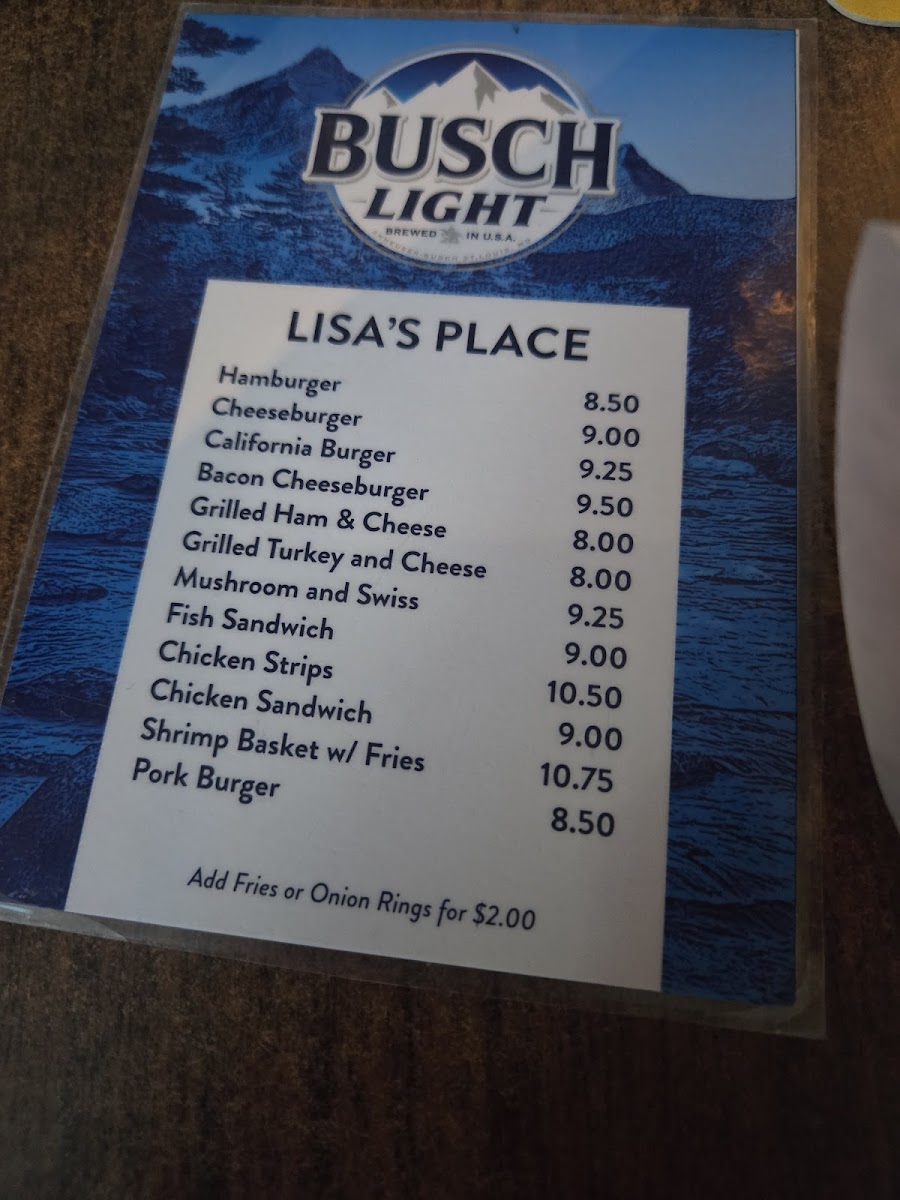 BUSCH
LIGHT
BREWED IN U.S.A.
LISA'S PLACE
Hamburger 8.50
Cheeseburger 9.00
California Burger 9.25
Bacon Cheeseburger 9.50
Grilled Ham & Cheese 8.00
Grilled Turkey and Cheese 8.00
Mushroom and Swiss 9.25
Fish Sandwich 9.00
Chicken Strips 10.50
Chicken Sandwich 9.00
Shrimp Basket w/ Fries 10.75
Pork Burger 8.50
Add Fries or Onion Rings for $2.00